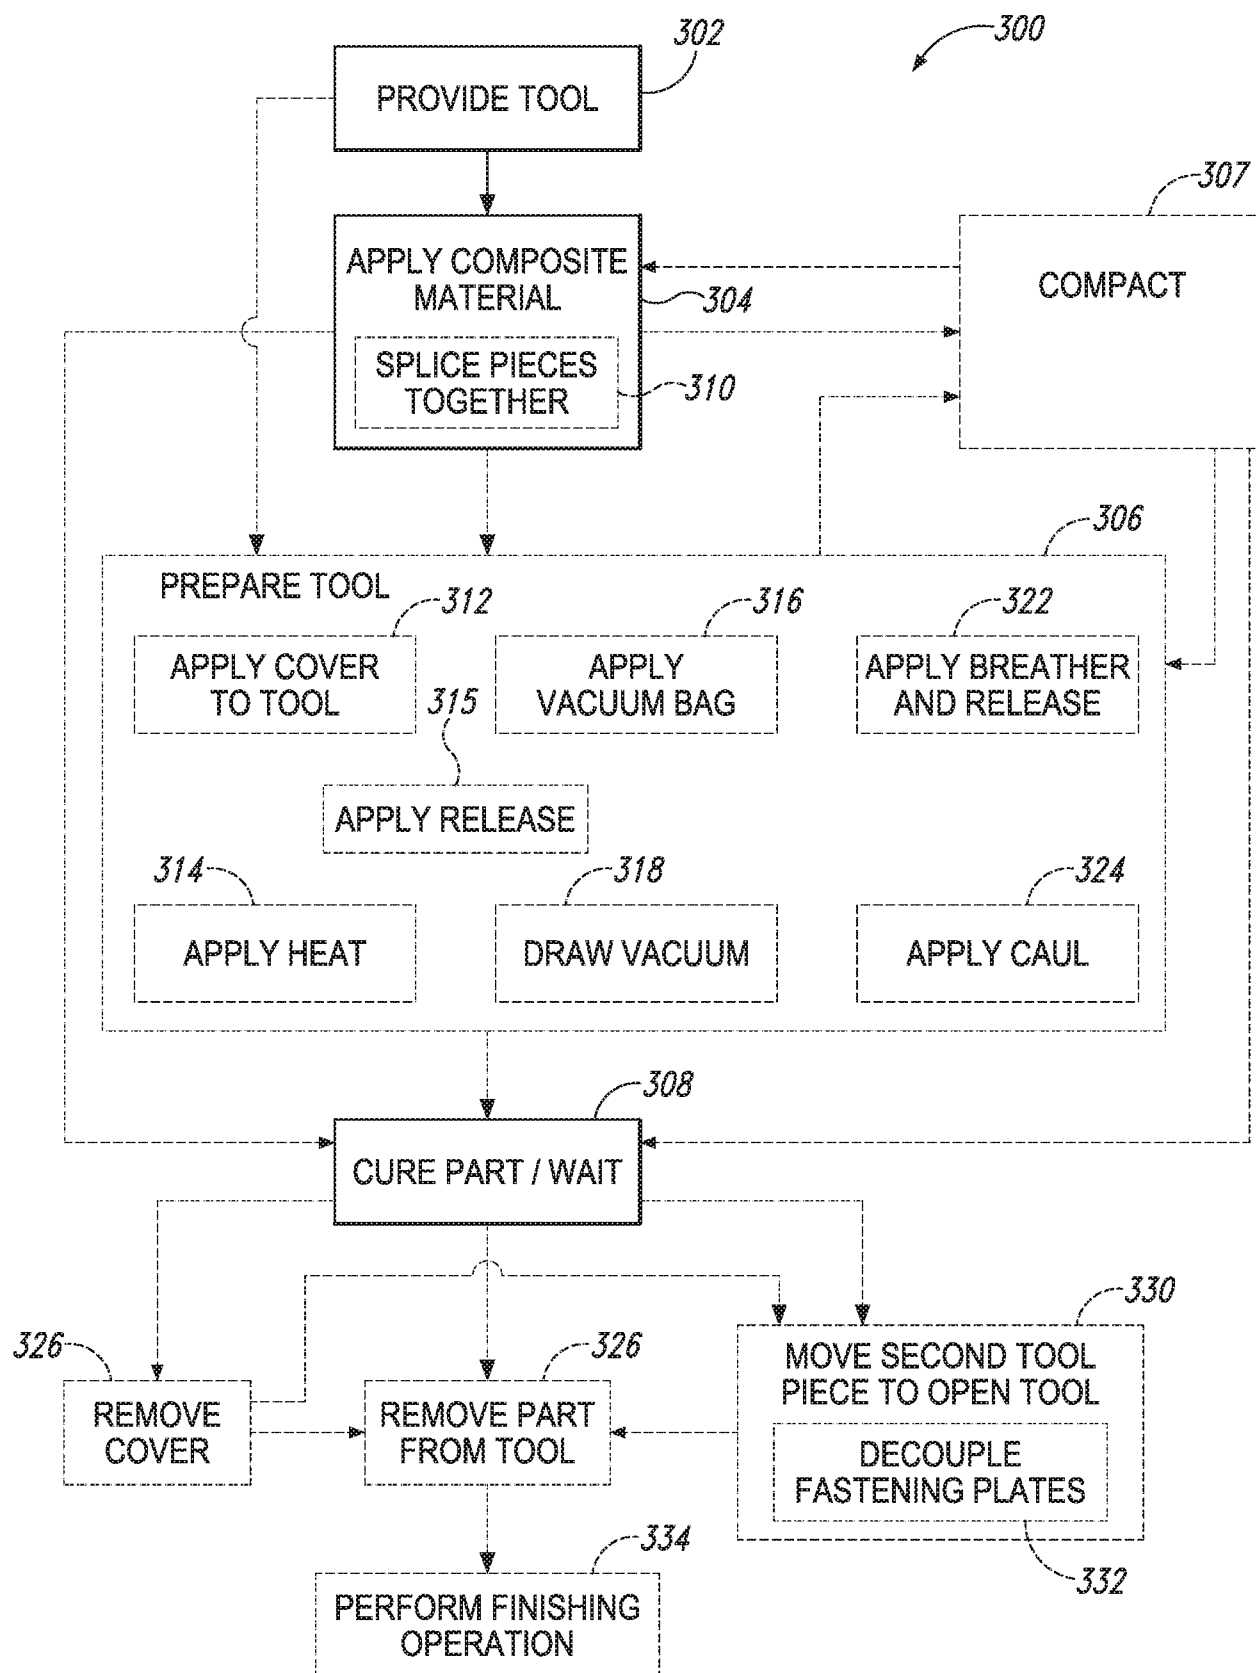 300
302
PROVIDE TOOL
307
COMPACT
APPLY COMPOSITE
MATERIAL
304
SPLICE PIECES
TOGETHER
310
306
PREPARE TOOL
312
APPLY COVER
TO TOOL
316
APPLY
VACUUM BAG
322
APPLY BREATHER
AND RELEASE
315
APPLY RELEASE
314
APPLY HEAT
318
DRAW VACUUM
324
APPLY CAUL
308
CURE PART / WAIT
326
REMOVE
COVER
326
REMOVE PART
FROM TOOL
330
MOVE SECOND TOOL
PIECE TO OPEN TOOL
DECOUPLE
FASTENING PLATES
332
334
PERFORM FINISHING
OPERATION